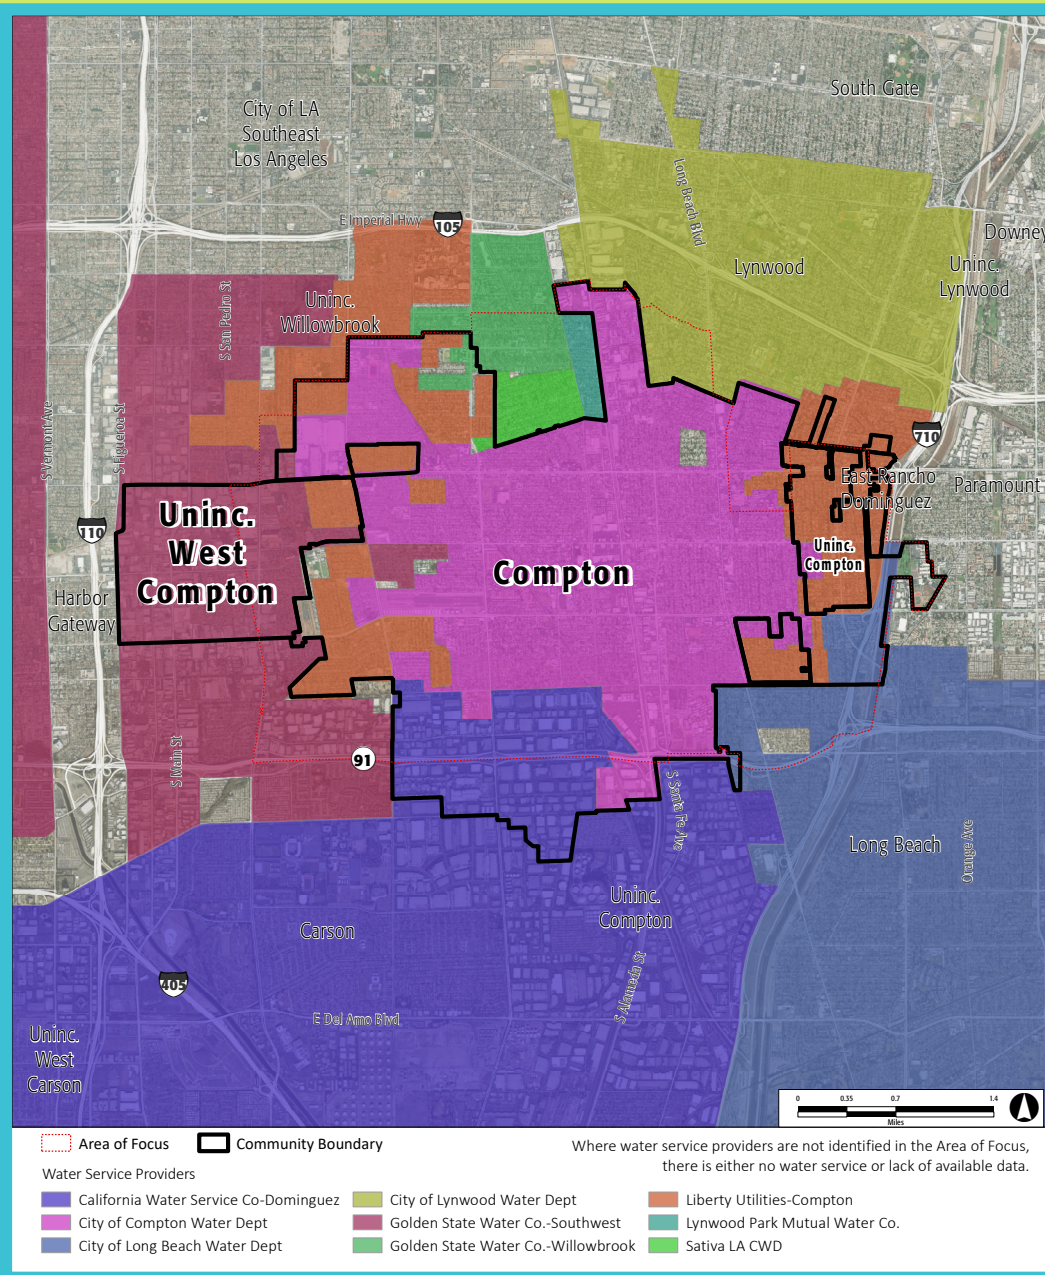 South Gate
City of LA
Southeast
Los Angeles
Long Beach Blvd
E Imperial Hwy
105
Downey
Lynwood
Uninc.
Lynwood
S San Pedro St
Uninc.
Willowbrook
S Vermont Ave
S Figueroa St
710
East Rancho
Dominguez
Paramount
110
Uninc.
West
Compton
Compton
Uninc.
Compton
Harbor
Gateway
S Main St
91
S Santa Fe Ave
Long Beach
Orange Ave
Uninc.
Compton
Carson
405
S Alameda St
E Del Amo Blvd
Uninc.
West
Carson
0 0.35 0.7 1.4
Miles
Area of Focus
Community Boundary
Where water service providers are not identified in the Area of Focus,
there is either no water service or lack of available data.
Water Service Providers
California Water Service Co-Dominguez
City of Compton Water Dept
City of Long Beach Water Dept
City of Lynwood Water Dept
Golden State Water Co.-Southwest
Golden State Water Co.-Willowbrook
Liberty Utilities-Compton
Lynwood Park Mutual Water Co.
Sativa LA CWD